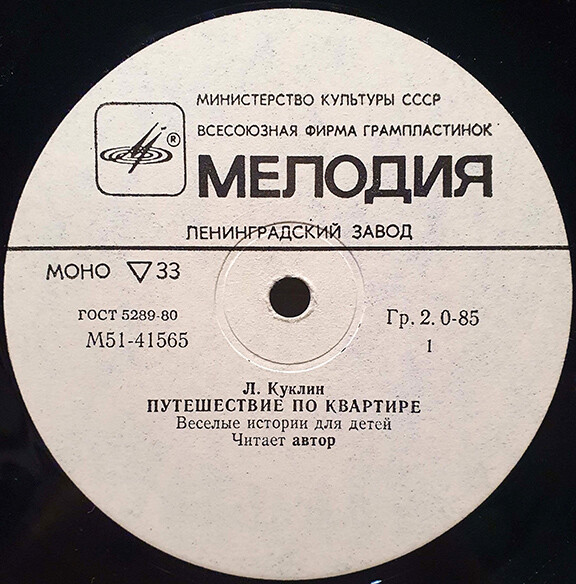 МИНИСТЕРСТВО КУЛЬТУРЫ СССР
ВСЕСОЮЗНАЯ ФИРМА ГРАМПЛАСТИНОК
®
МЕЛОДИЯ
ЛЕНИНГРАДСКИЙ ЗАВОД
МОНО ▽ 33
ГОСТ 5289-80
Гр. 2. 0-85
М51-41565
1
Л. Куклин
ПУТЕШЕСТВИЕ ПО КВАРТИРЕ
Веселые истории для детей
Читает автор